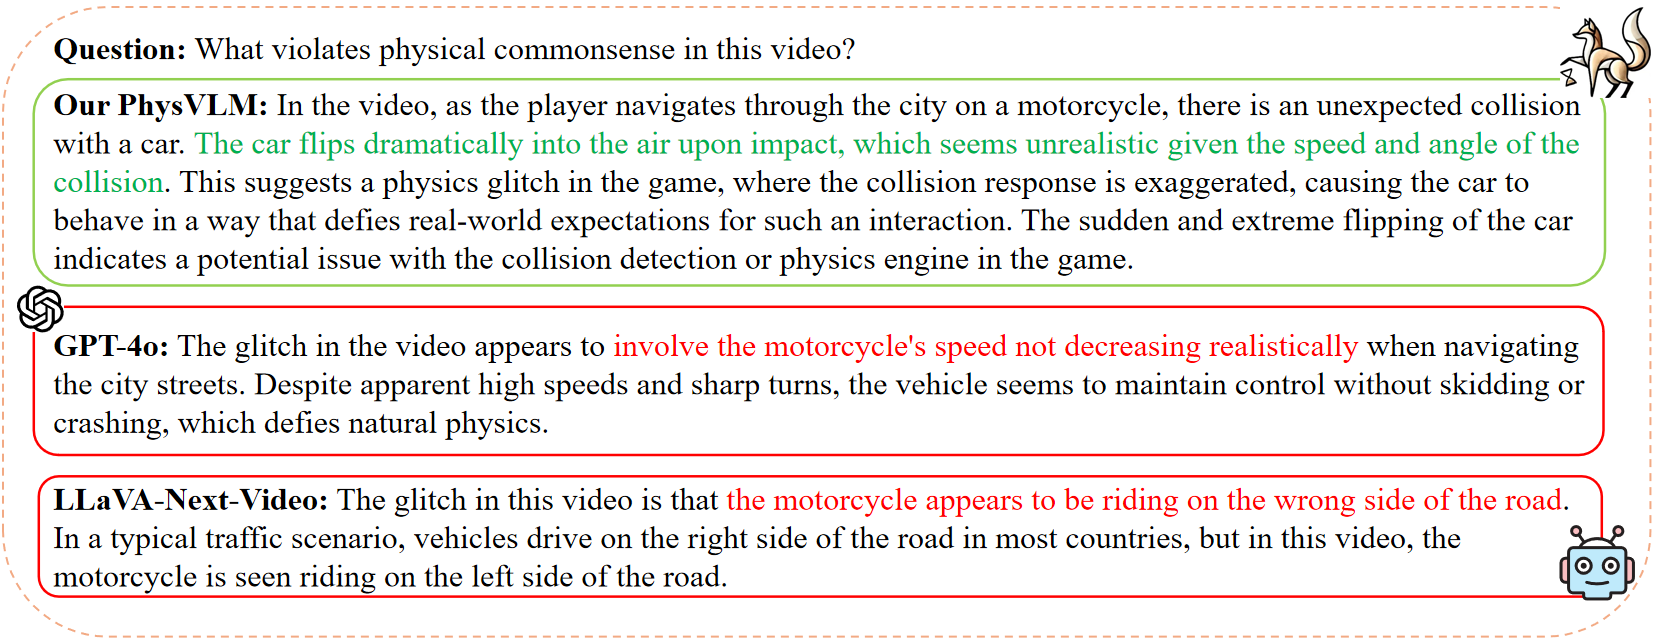 Question: What violates physical commonsense in this video?
Our PhysVLM: In the video, as the player navigates through the city on a motorcycle, there is an unexpected collision
with a car. The car flips dramatically into the air upon impact, which seems unrealistic given the speed and angle of the
collision. This suggests a physics glitch in the game, where the collision response is exaggerated, causing the car to
behave in a way that defies real-world expectations for such an interaction. The sudden and extreme flipping of the car
indicates a potential issue with the collision detection or physics engine in the game.
GPT-4o: The glitch in the video appears to involve the motorcycle's speed not decreasing realistically when navigating
the city streets. Despite apparent high speeds and sharp turns, the vehicle seems to maintain control without skidding or
crashing, which defies natural physics.
LLaVA-Next-Video: The glitch in this video is that the motorcycle appears to be riding on the wrong side of the road.
In a typical traffic scenario, vehicles drive on the right side of the road in most countries, but in this video, the
motorcycle is seen riding on the left side of the road.